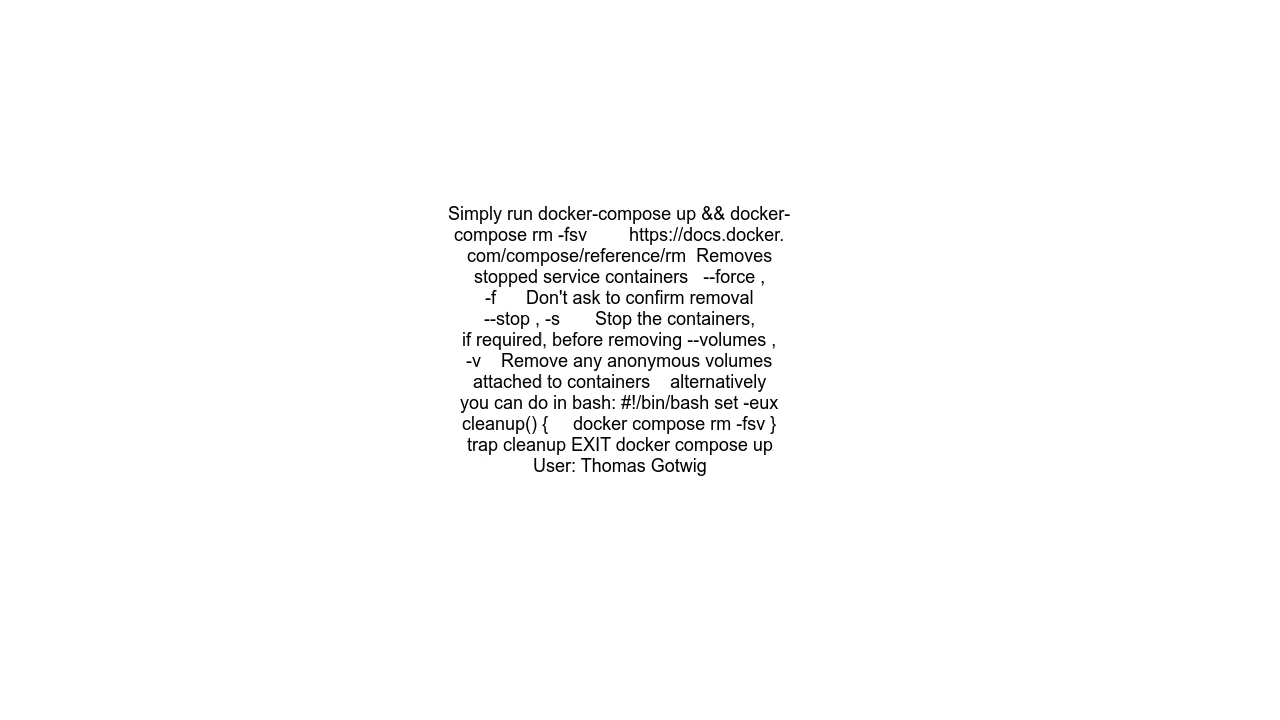 Simply run docker-compose up && docker-
compose rm -fsv        https://docs.docker.
com/compose/reference/rm  Removes
stopped service containers   --force ,
-f      Don't ask to confirm removal
--stop , -s       Stop the containers,
if required, before removing --volumes ,
-v    Remove any anonymous volumes
attached to containers    alternatively
you can do in bash: #!/bin/bash set -eux
cleanup() {     docker compose rm -fsv }
trap cleanup EXIT docker compose up
User: Thomas Gotwig